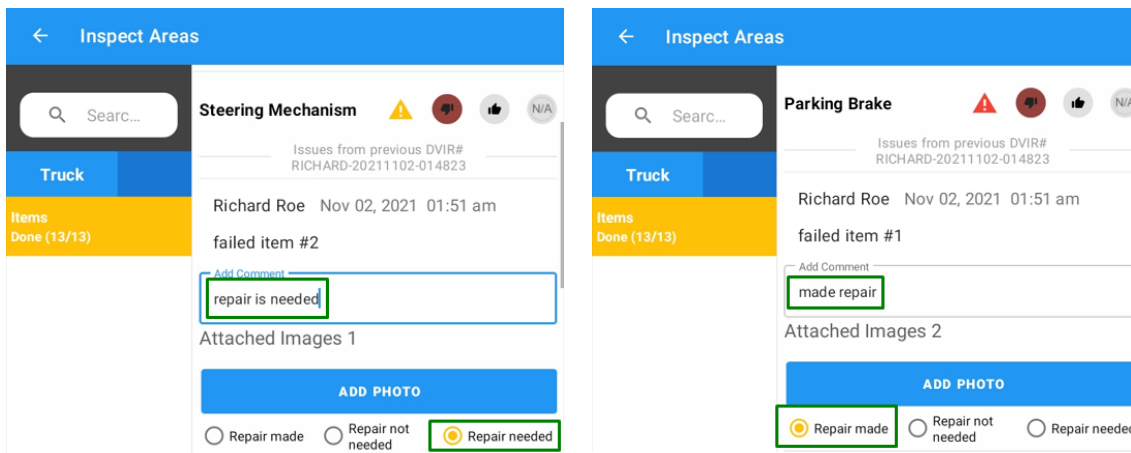 Inspect Areas
Searc...
Truck
Items
Done (13/13)
Steering Mechanism
N/A
Issues from previous DVIR#
RICHARD-20211102-014823
Richard Roe Nov 02, 2021 01:51 am
failed item #2
Add Comment
repair is needed
Attached Images 1
ADD PHOTO
Repair made
Repair not
needed
Repair needed
Inspect Areas
Searc...
Truck
Items
Done (13/13)
Parking Brake
N/A
Issues from previous DVIR#
RICHARD-20211102-014823
Richard Roe Nov 02, 2021 01:51 am
failed item #1
Add Comment
made repair
Attached Images 2
ADD PHOTO
Repair made
Repair not
needed
Repair needed